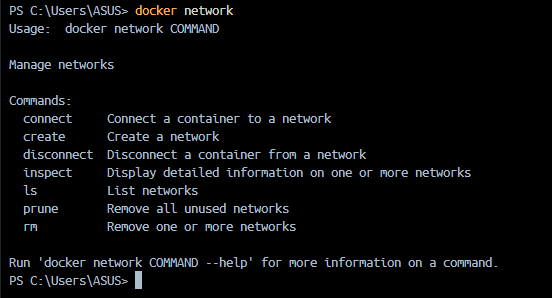 PS C:\Users\ASUS> docker network
Usage:  docker network COMMAND
Manage networks
Commands:
  connect     Connect a container to a network
  create      Create a network
  disconnect  Disconnect a container from a network
  inspect     Display detailed information on one or more networks
  ls          List networks
  prune       Remove all unused networks
  rm          Remove one or more networks
Run 'docker network COMMAND --help' for more information on a command.
PS C:\Users\ASUS>